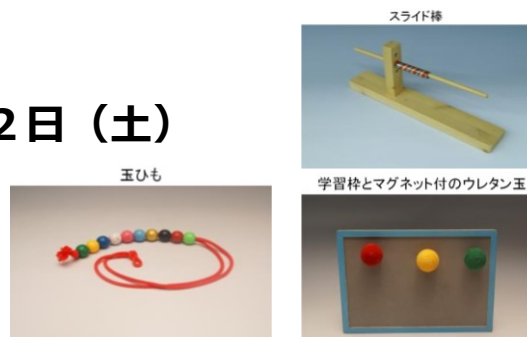 スライド棒
2日（土）
玉ひも
学習枠とマグネット付のウレタン玉